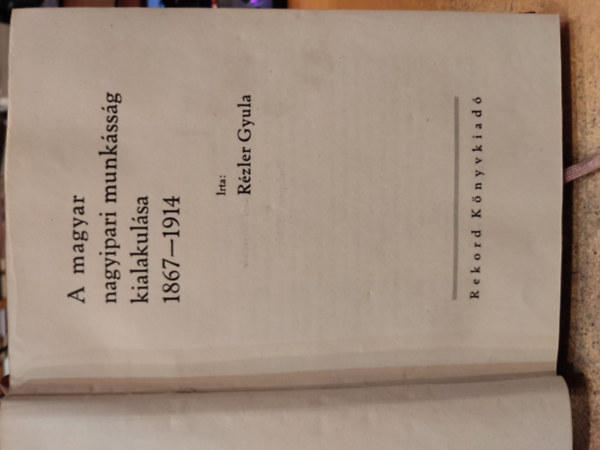 A magyar
nagyipari munkásság
kialakulása
1867—1914
Irta:
Rézler Gyula
Rekord Könyvkiadó